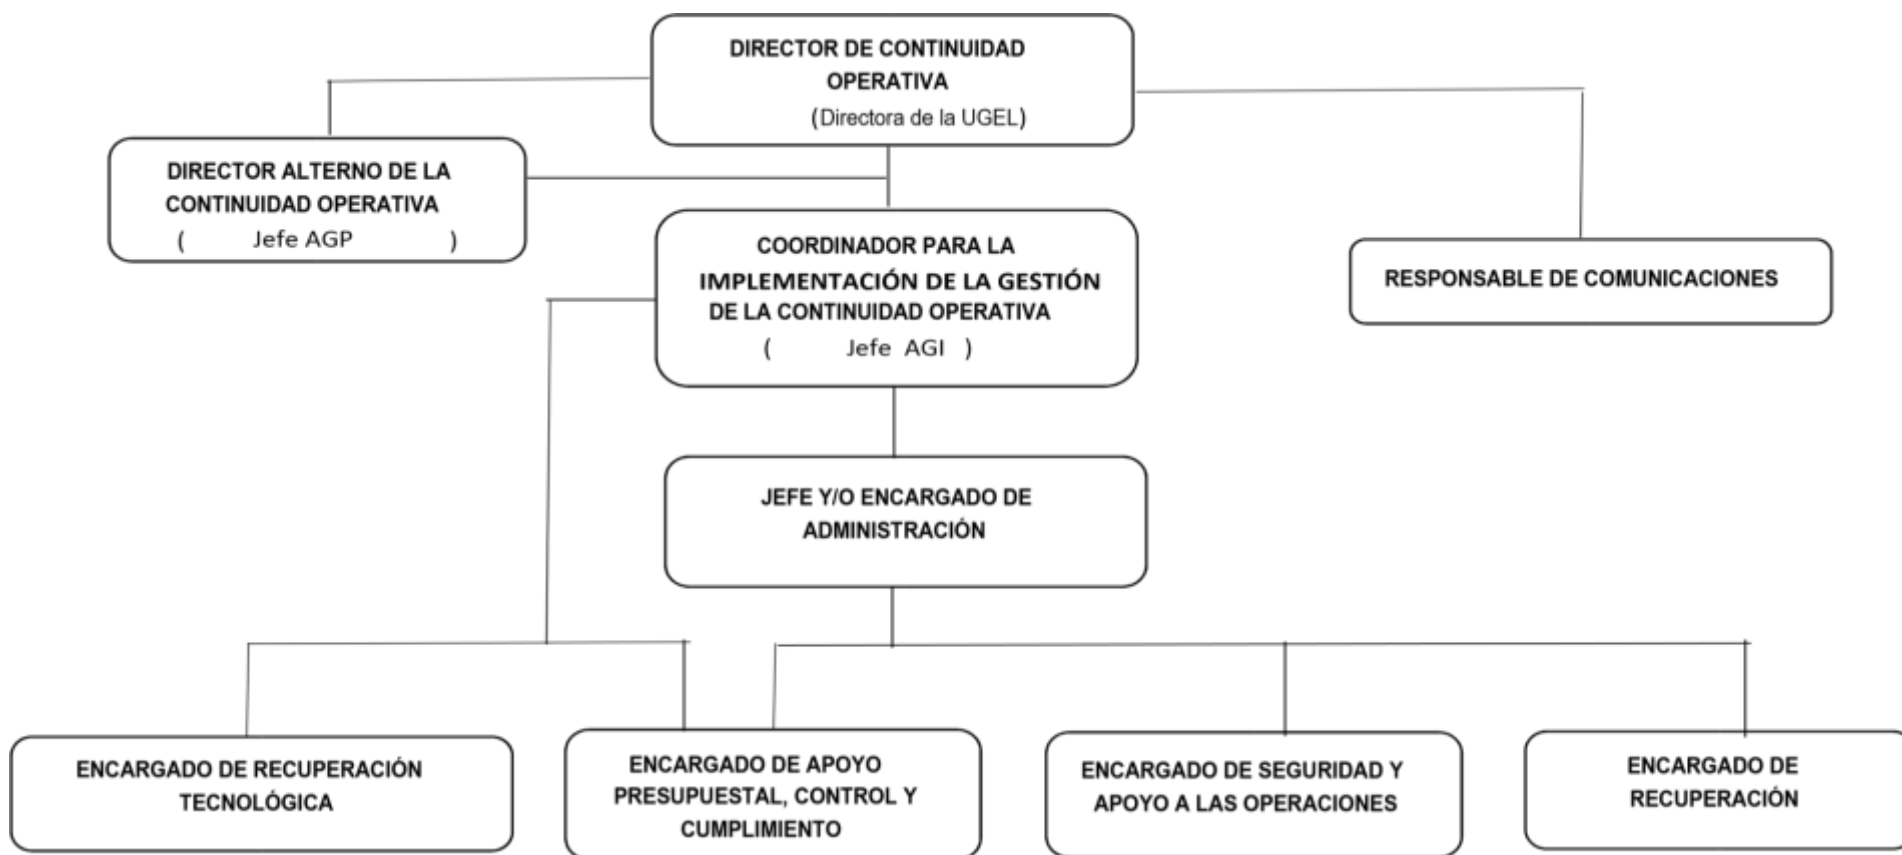 DIRECTOR DE CONTINUIDAD
OPERATIVA
(Directora de la UGEL)
DIRECTOR ALTERNO DE LA
CONTINUIDAD OPERATIVA
( Jefe AGP )
COORDINADOR PARA LA
IMPLEMENTACIÓN DE LA GESTIÓN
DE LA CONTINUIDAD OPERATIVA
( Jefe AGI )
RESPONSABLE DE COMUNICACIONES
JEFE Y/O ENCARGADO DE
ADMINISTRACIÓN
ENCARGADO DE RECUPERACIÓN
TECNOLÓGICA
ENCARGADO DE APOYO
PRESUPUESTAL, CONTROL Y
CUMPLIMIENTO
ENCARGADO DE SEGURIDAD Y
APOYO A LAS OPERACIONES
ENCARGADO DE
RECUPERACIÓN